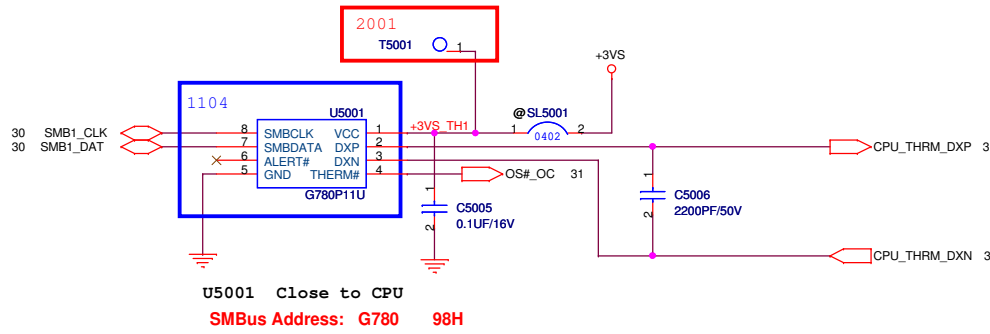 2001
T5001
1
+3VS
1104
U5001
@SL5001
30 SMB1_CLK 8 SMBCLK VCC 1 +3VS_TH1 1 0402 2
30 SMB1_DAT 7 SMBDATA DXP 2 CPU_THRM_DXP 3
6 ALERT# DXN 3
5 GND THERM# 4 OS#_OC 31
G780P11U
1 C5005 2
0.1UF/16V
1 C5006 2
2200PF/50V
CPU_THRM_DXN 3
U5001 Close to CPU
SMBus Address: G780 98H